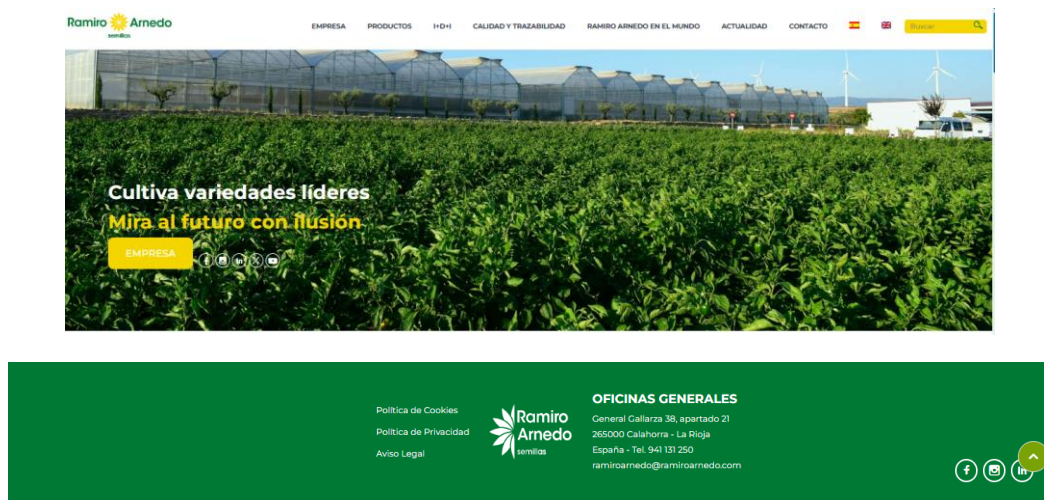 Ramiro Arnedo
semillas
EMPRESA PRODUCTOS I+D+I CALIDAD Y TRAZABILIDAD RAMIRO ARNEDO EN EL MUNDO ACTUALIDAD CONTACTO Buscar
Cultiva variedades líderes
Mira al futuro con ilusión
EMPRESA
Política de Cookies
Política de Privacidad
Aviso Legal
Ramiro
Arnedo
semillas
OFICINAS GENERALES
General Gallarza 38, apartado 21
265000 Calahorra - La Rioja
España - Tel. 941 131 250
ramiroarnedo@ramiroarnedo.com